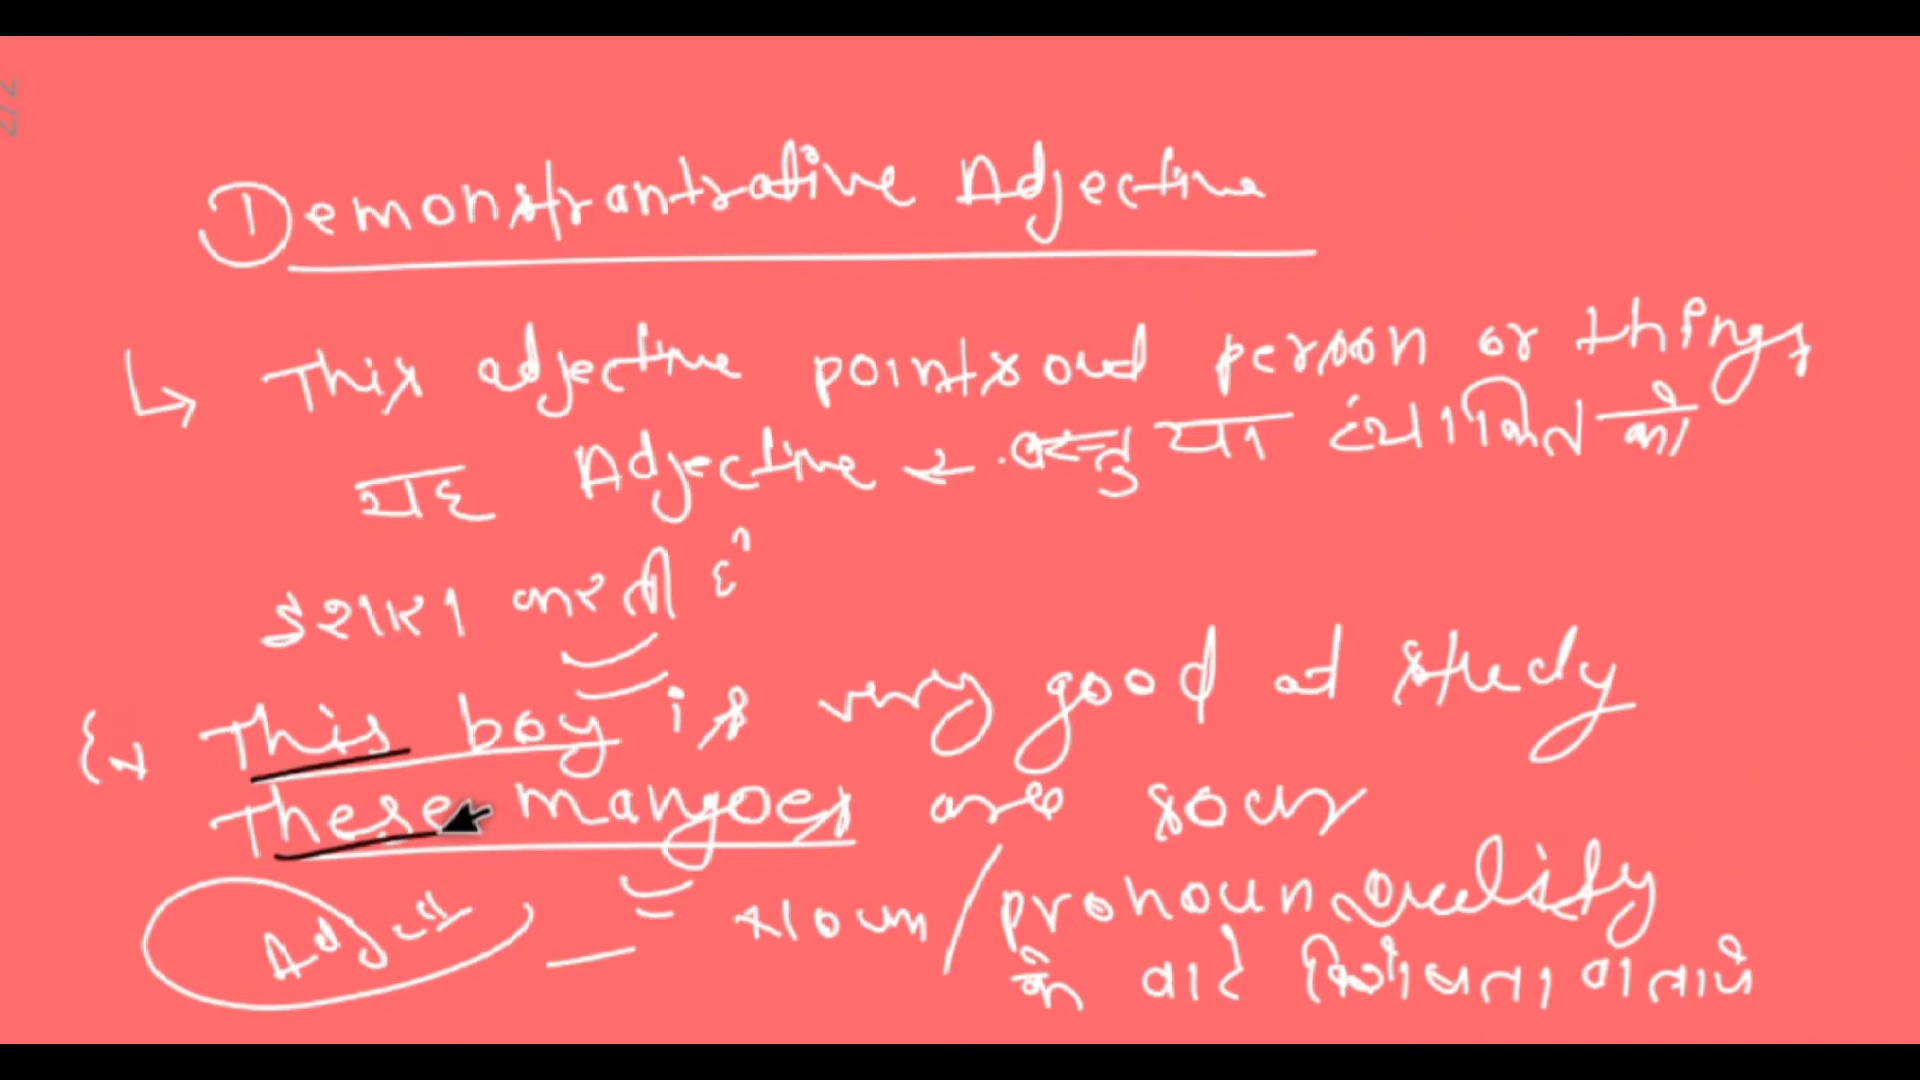 Demonstrantrative Adjective
This adjective points out person or things
यह Adjective वस्तु या व्यक्ति को
इशारा करती है
Ex This boy is very good at study
These mangoes are sour
Adjective Noun/pronoun quality
के बारे विशेषता बताये